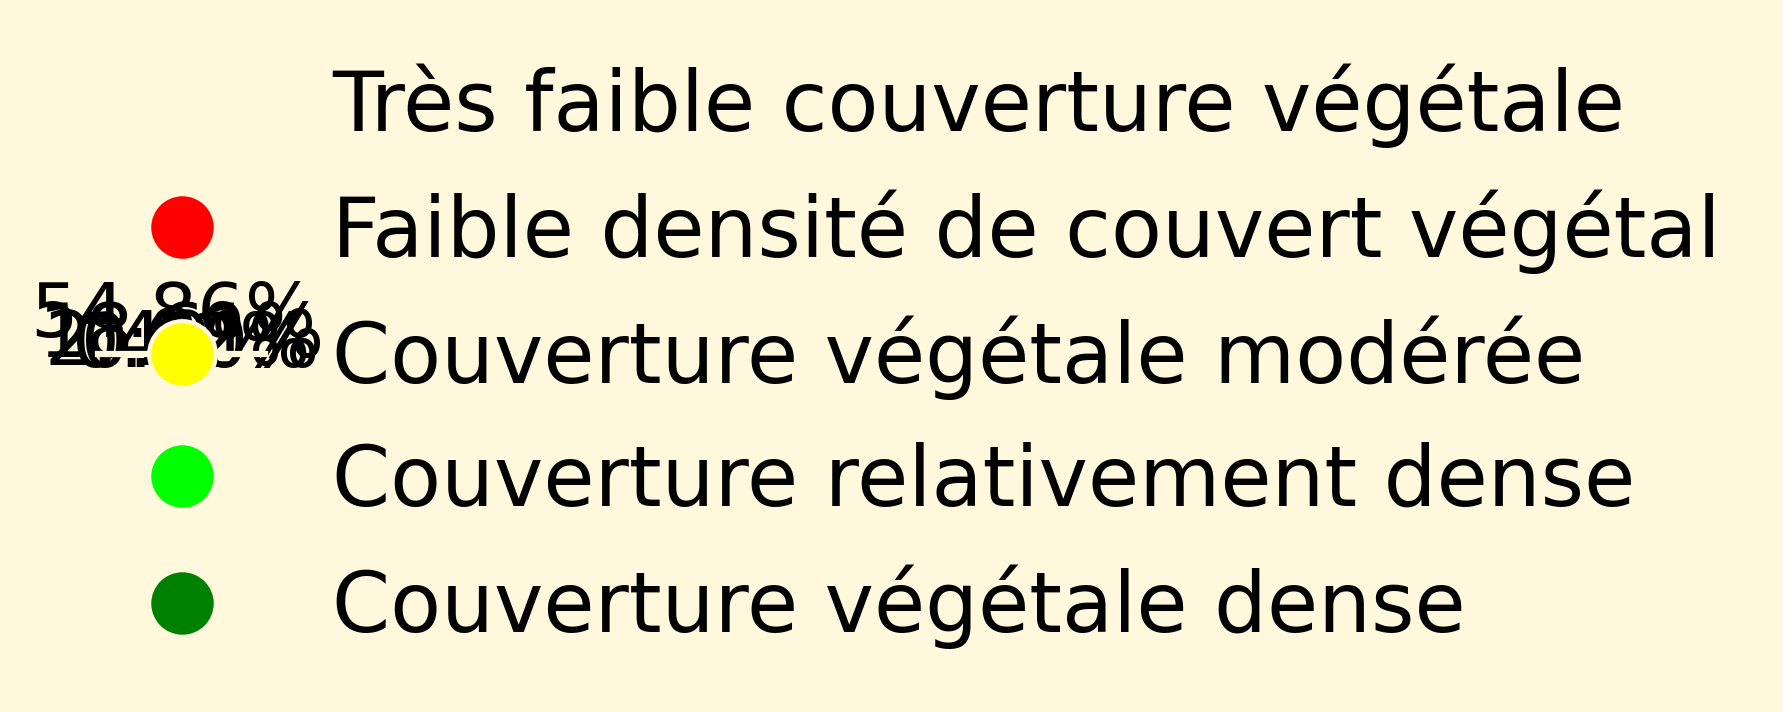 Très faible couverture végétale
Faible densité de couvert végétal
54.86%
Couverture végétale modérée
Couverture relativement dense
Couverture végétale dense